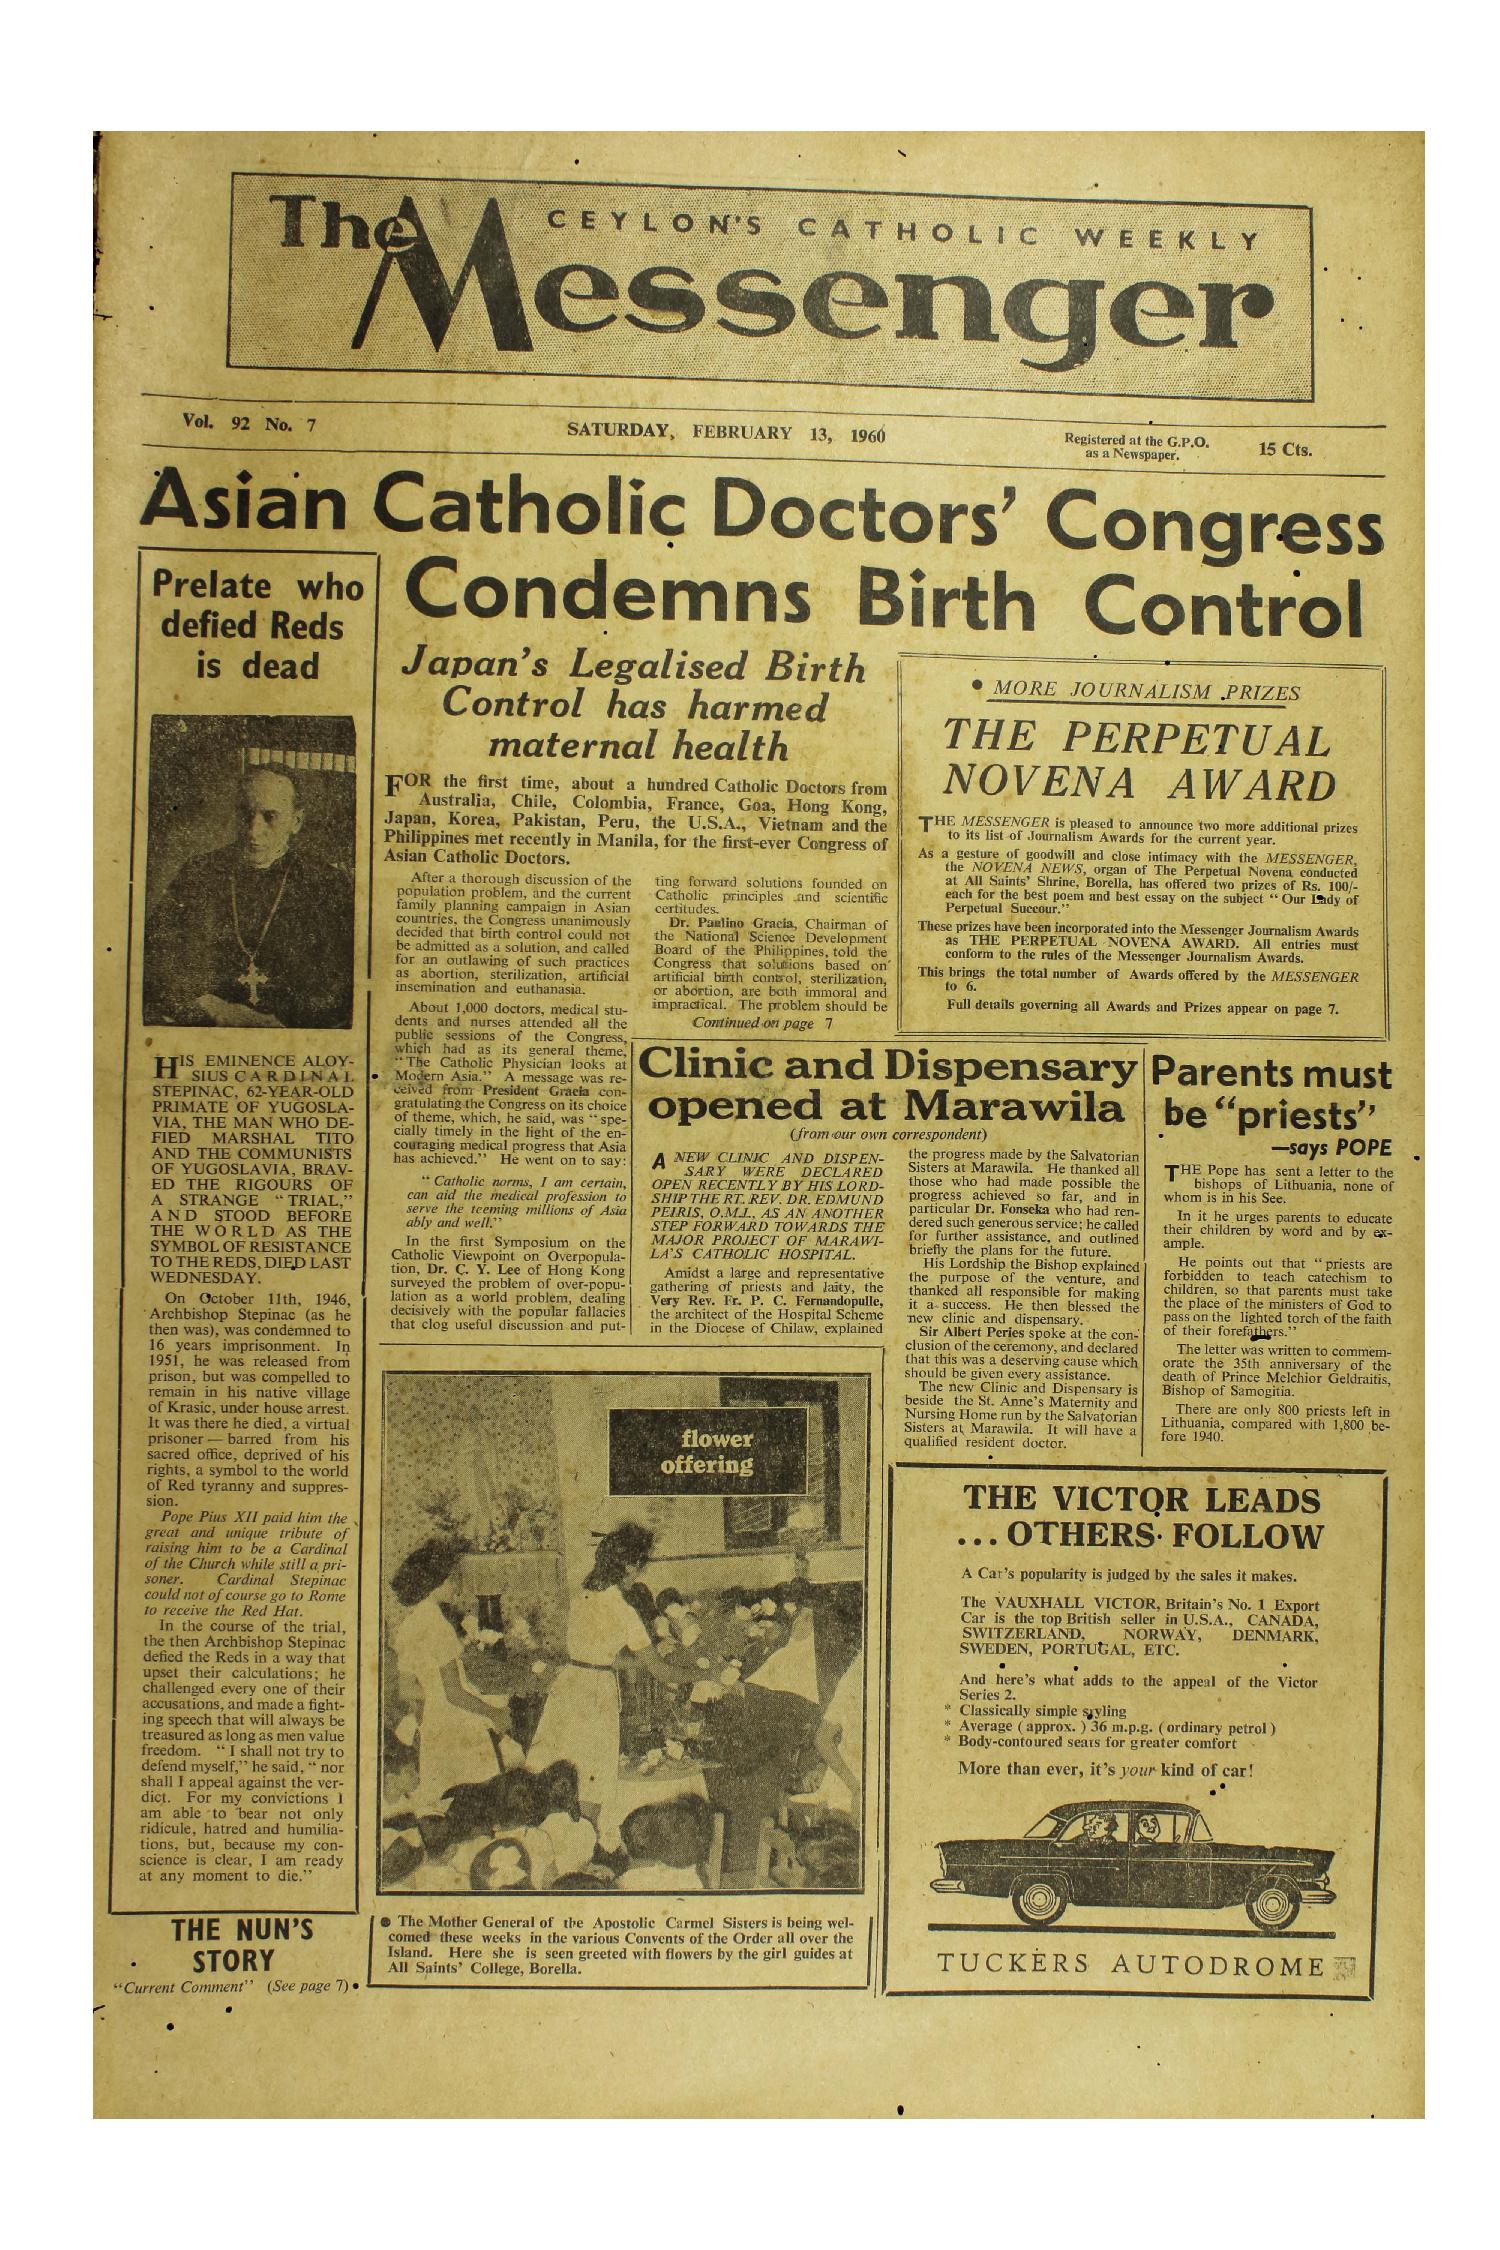 The Messenger
CEYLON'S CATHOLIC WEEKLY
Vol. 92 No. 7
SATURDAY, FEBRUARY 13, 1960
Registered at the G.P.O.
as a Newspaper.
15 Cts.
Asian Catholic Doctors' Congress
Condemns Birth Control
Prelate who
defied Reds
is dead
HIS EMINENCE ALOY-
SIUS CARDINAL
STEPINAC, 62-YEAR-OLD
PRIMATE OF YUGOSLA-
VIA, THE MAN WHO DE-
FIED MARSHAL TITO
AND THE COMMUNISTS
OF YUGOSLAVIA, BRAV-
ED THE RIGOURS OF
A STRANGE "TRIAL,"
AND STOOD BEFORE
THE WORLD AS THE
SYMBOL OF RESISTANCE
TO THE REDS, DIED LAST
WEDNESDAY.
On October 11th, 1946,
Archbishop Stepinac (as he
then was), was condemned to
16 years imprisonment. In
1951, he was released from
prison, but was compelled to
remain in his native village
of Krasic, under house arrest.
It was there he died, a virtual
prisoner — barred from his
sacred office, deprived of his
rights, a symbol to the world
of Red tyranny and suppres-
sion.
Pope Pius XII paid him the
great and unique tribute of
raising him to be a Cardinal
of the Church while still a pri-
soner. Cardinal Stepinac
could not of course go to Rome
to receive the Red Hat.
In the course of the trial,
the then Archbishop Stepinac
defied the Reds in a way that
upset their calculations; he
challenged every one of their
accusations, and made a fight-
ing speech that will always be
treasured as long as men value
freedom. "I shall not try to
defend myself," he said, "nor
shall I appeal against the ver-
dict. For my convictions I
am able to bear not only
ridicule, hatred and humilia-
tions, but, because my con-
science is clear, I am ready
at any moment to die."
THE NUN'S
STORY
"Current Comment" (See page 7)
Japan's Legalised Birth
Control has harmed
maternal health
FOR the first time, about a hundred Catholic Doctors from
Australia, Chile, Colombia, France, Goa, Hong Kong,
Japan, Korea, Pakistan, Peru, the U.S.A., Vietnam and the
Philippines met recently in Manila, for the first-ever Congress of
Asian Catholic Doctors.
After a thorough discussion of the
population problem, and the current
family planning campaign in Asian
countries, the Congress unanimously
decided that birth control could not
be admitted as a solution, and called
for an outlawing of such practices
as abortion, sterilization, artificial
insemination and euthanasia.
About 1,000 doctors, medical stu-
dents and nurses attended all the
public sessions of the Congress,
which had as its general theme,
"The Catholic Physician looks at
Modern Asia." A message was re-
ceived from President Gracia con-
gratulating the Congress on its choice
of theme, which, he said, was "spe-
cially timely in the light of the en-
couraging medical progress that Asia
has achieved." He went on to say:
"Catholic norms, I am certain,
can aid the medical profession to
serve the teeming millions of Asia
ably and well."
In the first Symposium on the
Catholic Viewpoint on Overpopula-
tion, Dr. C. Y. Lee of Hong Kong
surveyed the problem of over-popu-
lation as a world problem, dealing
decisively with the popular fallacies
that clog useful discussion and put-
ting forward solutions founded on
Catholic principles and scientific
certitudes.
Dr. Paulino Gracia, Chairman of
the National Science Development
Board of the Philippines, told the
Congress that solutions based on
artificial birth control, sterilization,
or abortion, are both immoral and
impractical. The problem should be
Continued on page 7
• MORE JOURNALISM PRIZES
THE PERPETUAL
NOVENA AWARD
THE MESSENGER is pleased to announce two more additional prizes
to its list of Journalism Awards for the current year.
As a gesture of goodwill and close intimacy with the MESSENGER,
the NOVENA NEWS, organ of The Perpetual Novena conducted
at All Saints' Shrine, Borella, has offered two prizes of Rs. 100/-
each for the best poem and best essay on the subject "Our Lady of
Perpetual Succour."
These prizes have been incorporated into the Messenger Journalism Awards
as THE PERPETUAL NOVENA AWARD. All entries must
conform to the rules of the Messenger Journalism Awards.
This brings the total number of Awards offered by the MESSENGER
to 6.
Full details governing all Awards and Prizes appear on page 7.
Clinic and Dispensary
opened at Marawila
(from our own correspondent)
A NEW CLINIC AND DISPEN-
SARY WERE DECLARED
OPEN RECENTLY BY HIS LORD-
SHIP THE RT. REV. DR. EDMUND
PEIRIS, O.M.I., AS AN ANOTHER
STEP FORWARD TOWARDS THE
MAJOR PROJECT OF MARAWI-
LA'S CATHOLIC HOSPITAL.
Amidst a large and representative
gathering of priests and laity, the
Very Rev. Fr. P. C. Fernandopulle,
the architect of the Hospital Scheme
in the Diocese of Chilaw, explained
the progress made by the Salvatorian
Sisters at Marawila. He thanked all
those who had made possible the
progress achieved so far, and in
particular Dr. Fonseka who had ren-
dered such generous service; he called
for further assistance, and outlined
briefly the plans for the future.
His Lordship the Bishop explained
the purpose of the venture, and
thanked all responsible for making
it a success. He then blessed the
new clinic and dispensary.
Sir Albert Peries spoke at the con-
clusion of the ceremony, and declared
that this was a deserving cause which
should be given every assistance.
The new Clinic and Dispensary is
beside the St. Anne's Maternity and
Nursing Home run by the Salvatorian
Sisters at Marawila. It will have a
qualified resident doctor.
Parents must
be "priests"
—says POPE
THE Pope has sent a letter to the
bishops of Lithuania, none of
whom is in his See.
In it he urges parents to educate
their children by word and by ex-
ample.
He points out that "priests are
forbidden to teach catechism to
children, so that parents must take
the place of the ministers of God to
pass on the lighted torch of the faith
of their forefathers."
The letter was written to commem-
orate the 35th anniversary of the
death of Prince Melchior Geldraitis,
Bishop of Samogitia.
There are only 800 priests left in
Lithuania, compared with 1,800 be-
fore 1940.
flower
offering
• The Mother General of the Apostolic Carmel Sisters is being wel-
comed these weeks in the various Convents of the Order all over the
Island. Here she is seen greeted with flowers by the girl guides at
All Saints' College, Borella.
THE VICTOR LEADS
... OTHERS FOLLOW
A Car's popularity is judged by the sales it makes.
The VAUXHALL VICTOR, Britain's No. 1 Export
Car is the top British seller in U.S.A., CANADA,
SWITZERLAND, NORWAY, DENMARK,
SWEDEN, PORTUGAL, ETC.
And here's what adds to the appeal of the Victor
Series 2.
* Classically simple styling
* Average (approx.) 36 m.p.g. (ordinary petrol)
* Body-contoured seats for greater comfort
More than ever, it's your kind of car!
TUCKERS AUTODROME